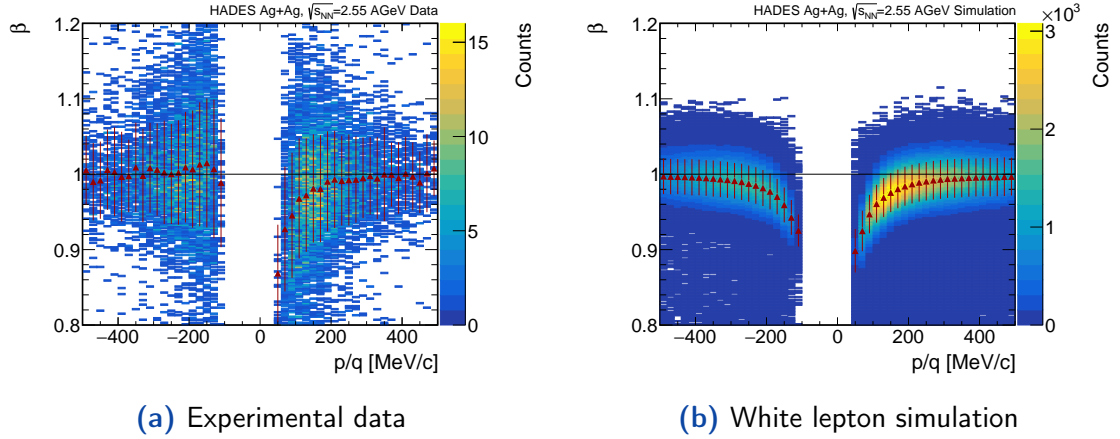 HADES Ag+Ag, √sNN=2.55 AGeV Data
β
1.2
1.1
1
0.9
0.8
−400 −200 0 200 400
p/q [MeV/c]
15
10
5
0
Counts
(a) Experimental data
HADES Ag+Ag, √sNN=2.55 AGeV Simulation
β
1.2
1.1
1
0.9
0.8
−400 −200 0 200 400
p/q [MeV/c]
×10³
3
2
1
0
Counts
(b) White lepton simulation